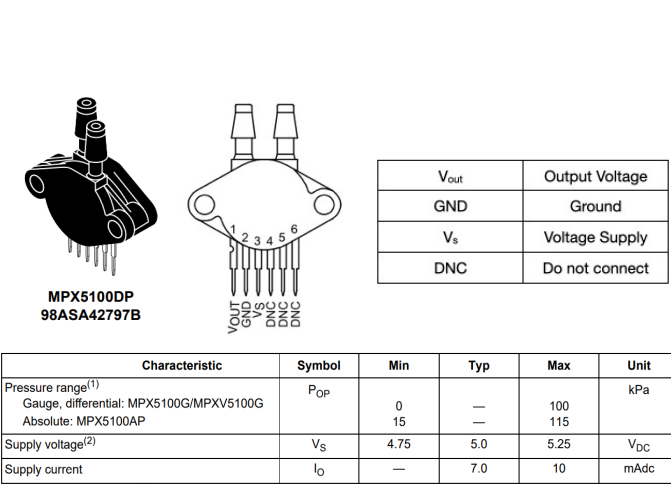 1 2 3 4 5 6
MPX5100DP
98ASA42797B
VOUT
GND
VS
DNC
DNC
DNC
Vout Output Voltage
GND Ground
Vs Voltage Supply
DNC Do not connect
Characteristic Symbol Min Typ Max Unit
Pressure range(1) POP kPa
Gauge, differential: MPX5100G/MPXV5100G 0 — 100
Absolute: MPX5100AP 15 — 115
Supply voltage(2) VS 4.75 5.0 5.25 VDC
Supply current IO — 7.0 10 mAdc